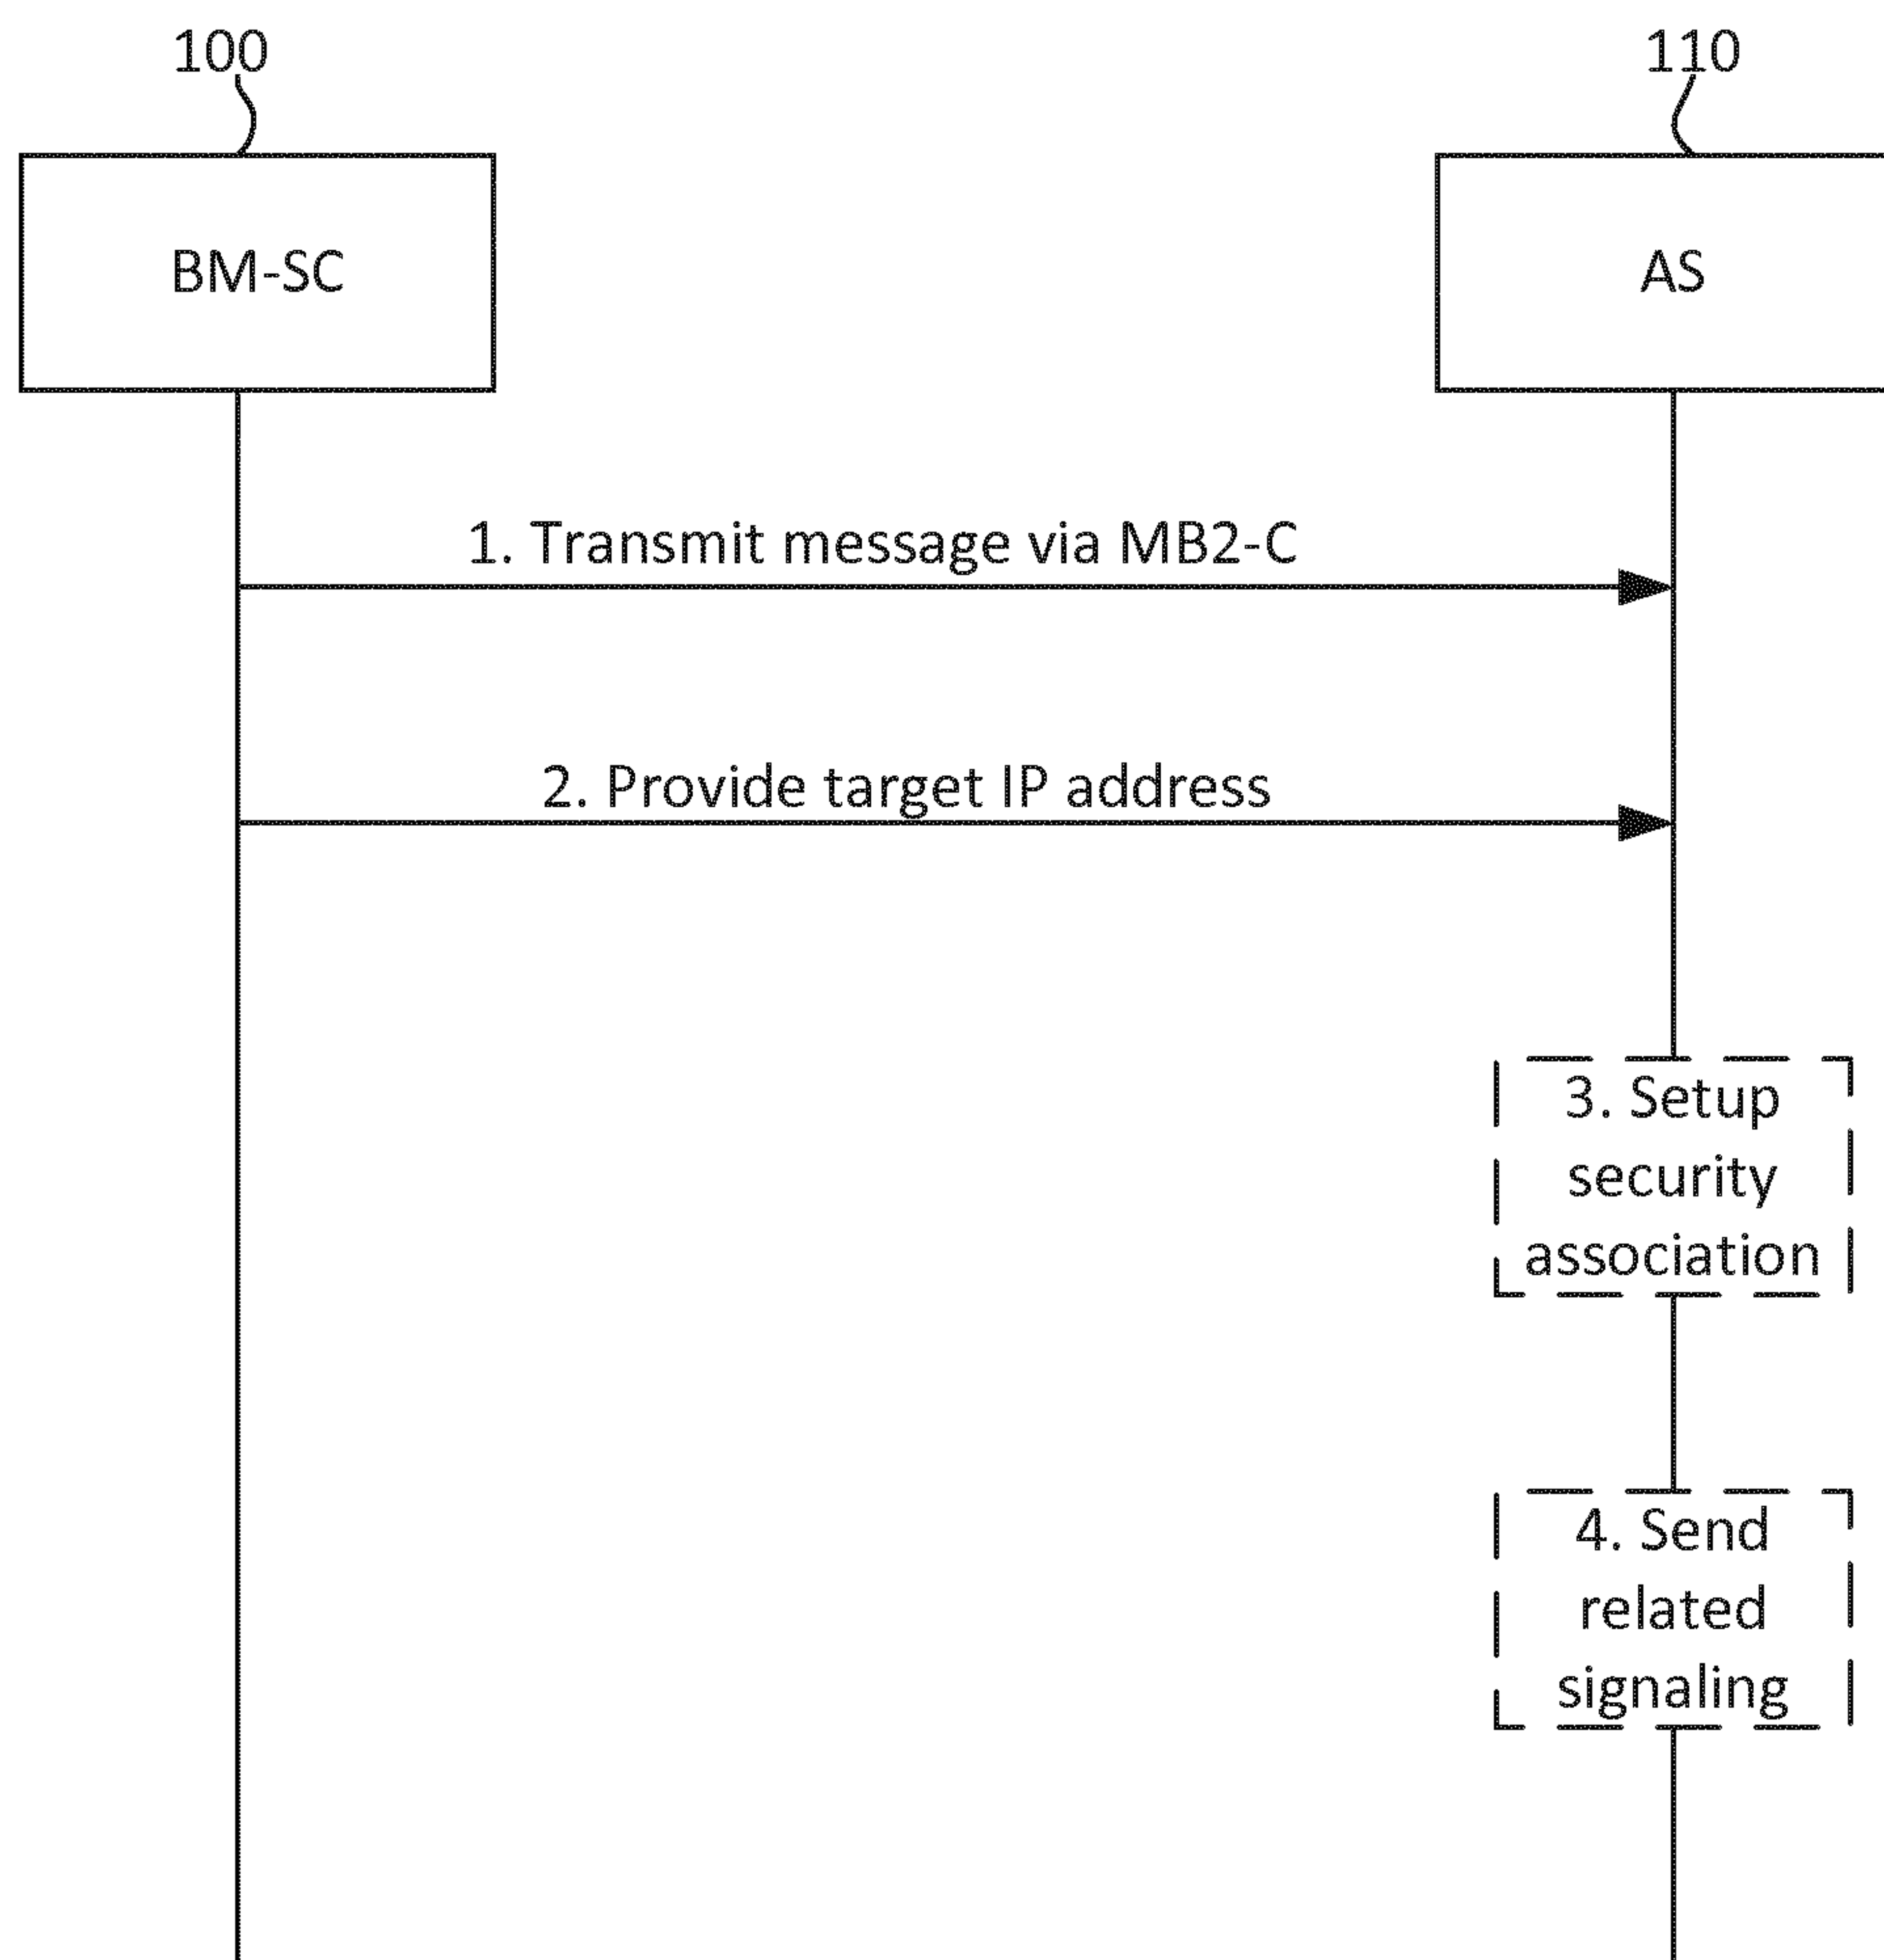 100
110
BM-SC
AS
1. Transmit message via MB2-C
2. Provide target IP address
3. Setup
security
association
4. Send
related
signaling